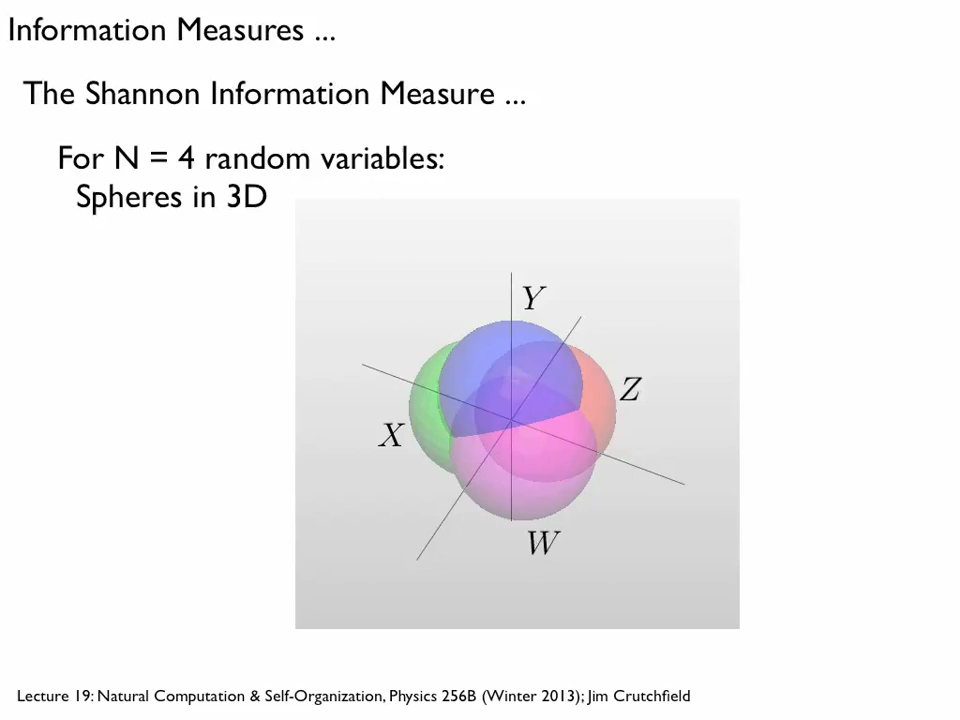 Information Measures ...
The Shannon Information Measure ...
For N = 4 random variables:
Spheres in 3D
Y
Z
X
W
Lecture 19: Natural Computation & Self-Organization, Physics 256B (Winter 2013); Jim Crutchfield